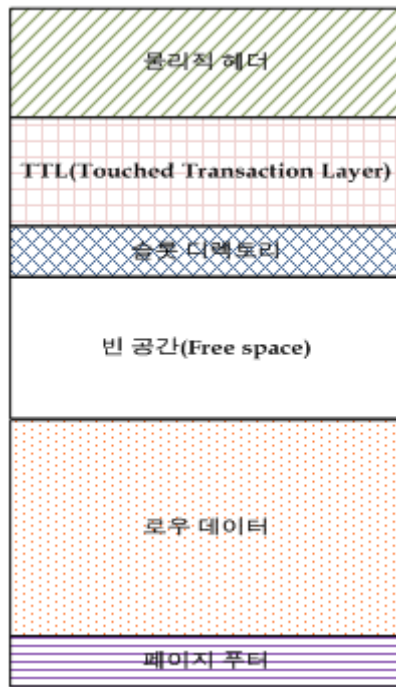 물리적 헤더
TTL(Touched Transaction Layer)
슬롯 디렉토리
빈 공간(Free space)
로우 데이터
페이지 푸터